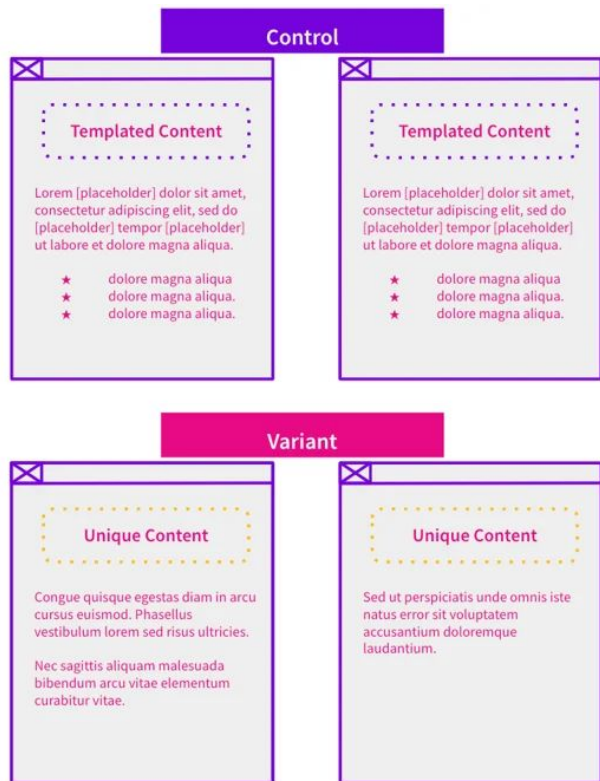 Control
Templated Content
Lorem [placeholder] dolor sit amet,
consectetur adipiscing elit, sed do
[placeholder] tempor [placeholder]
ut labore et dolore magna aliqua.
★ dolore magna aliqua
★ dolore magna aliqua.
★ dolore magna aliqua.
Templated Content
Lorem [placeholder] dolor sit amet,
consectetur adipiscing elit, sed do
[placeholder] tempor [placeholder]
ut labore et dolore magna aliqua.
★ dolore magna aliqua
★ dolore magna aliqua.
★ dolore magna aliqua.
Variant
Unique Content
Congue quisque egestas diam in arcu
cursus euismod. Phasellus
vestibulum lorem sed risus ultricies.
Nec sagittis aliquam malesuada
bibendum arcu vitae elementum
curabitur vitae.
Unique Content
Sed ut perspiciatis unde omnis iste
natus error sit voluptatem
accusantium doloremque
laudantium.